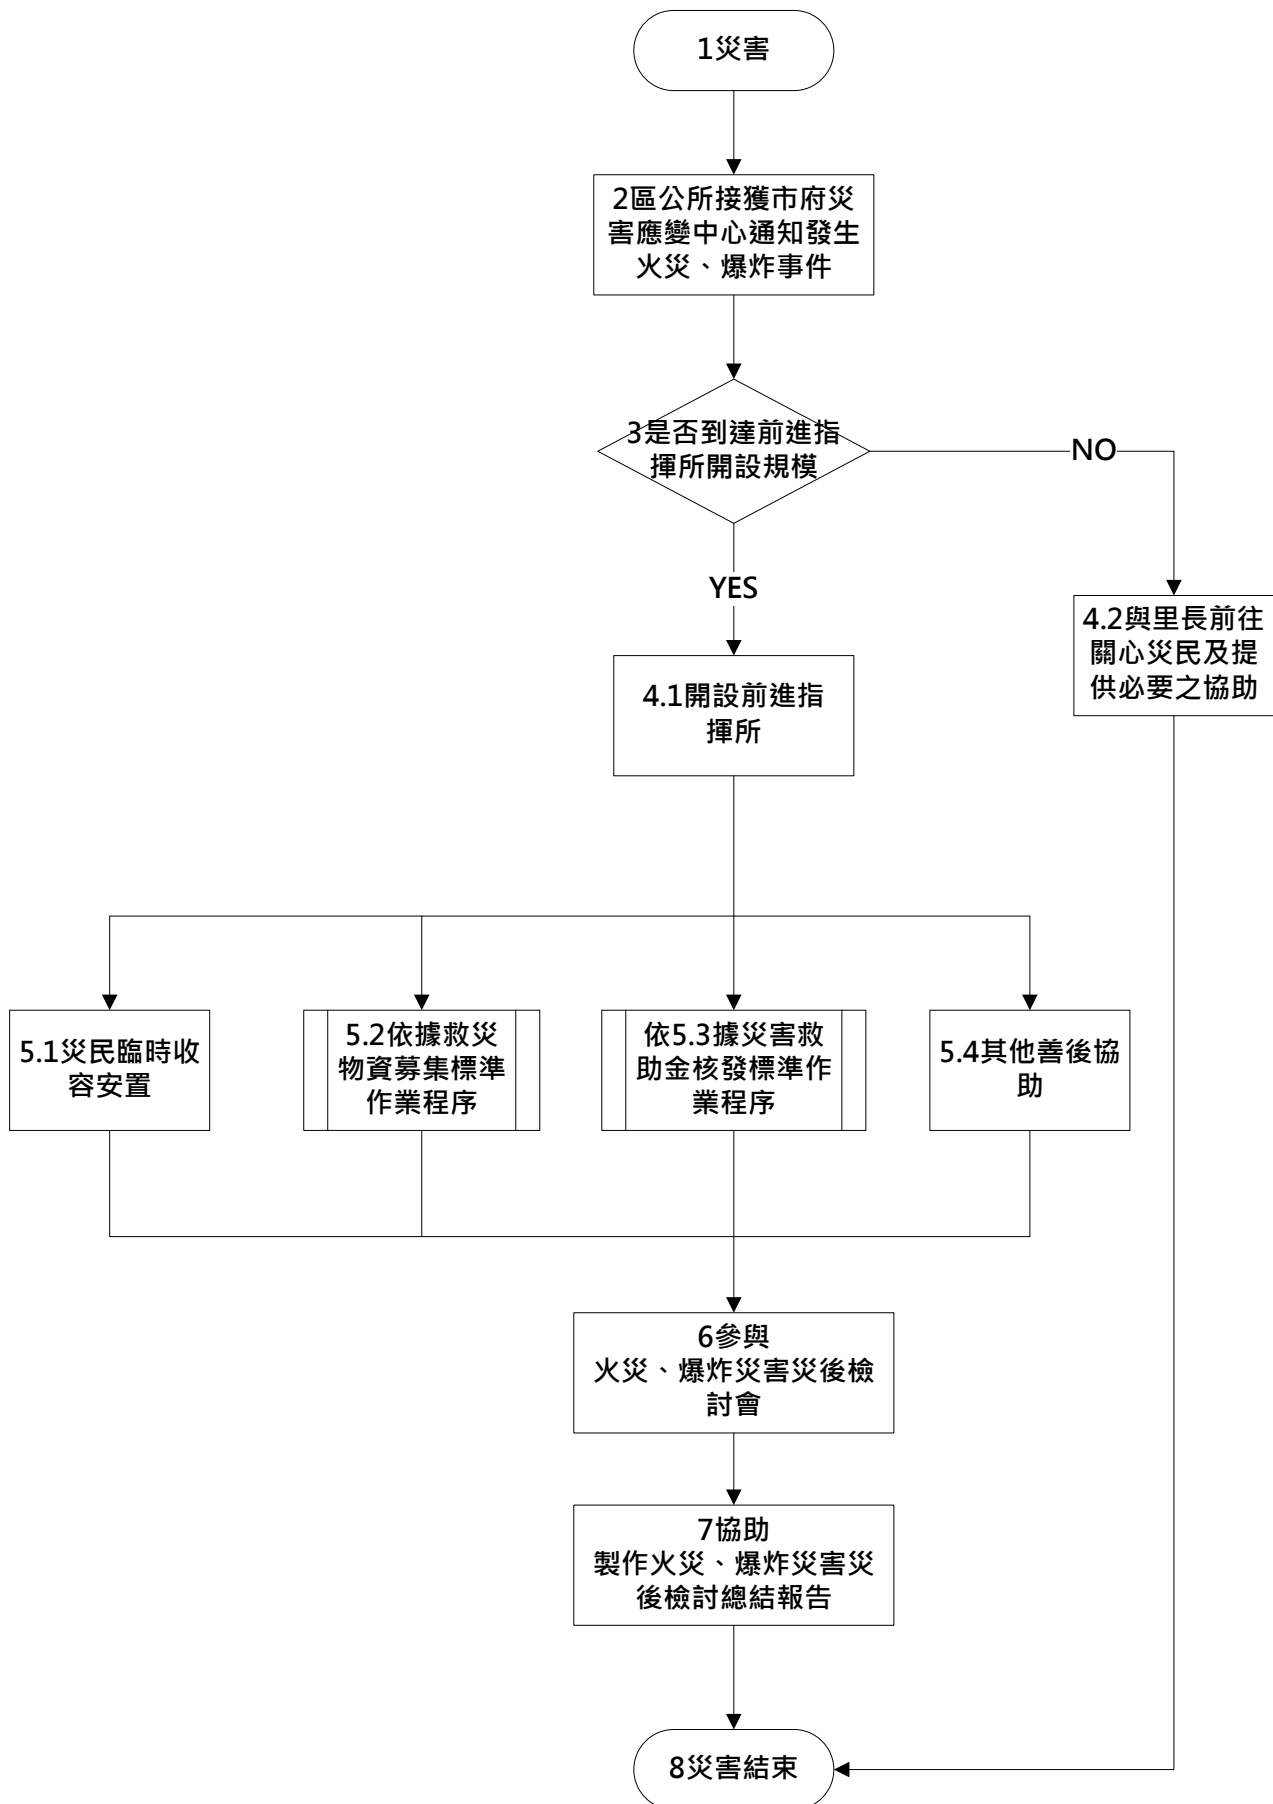 1災害
2區公所接獲市府災
害應變中心通知發生
火災、爆炸事件
3是否到達前進指
揮所開設規模
NO
YES
4.2與里長前往
關心災民及提
供必要之協助
4.1開設前進指
揮所
5.1災民臨時收
容安置
5.2依據救災
物資募集標準
作業程序
依5.3據災害救
助金核發標準作
業程序
5.4其他善後協
助
6參與
火災、爆炸災害災後檢
討會
7協助
製作火災、爆炸災害災
後檢討總結報告
8災害結束